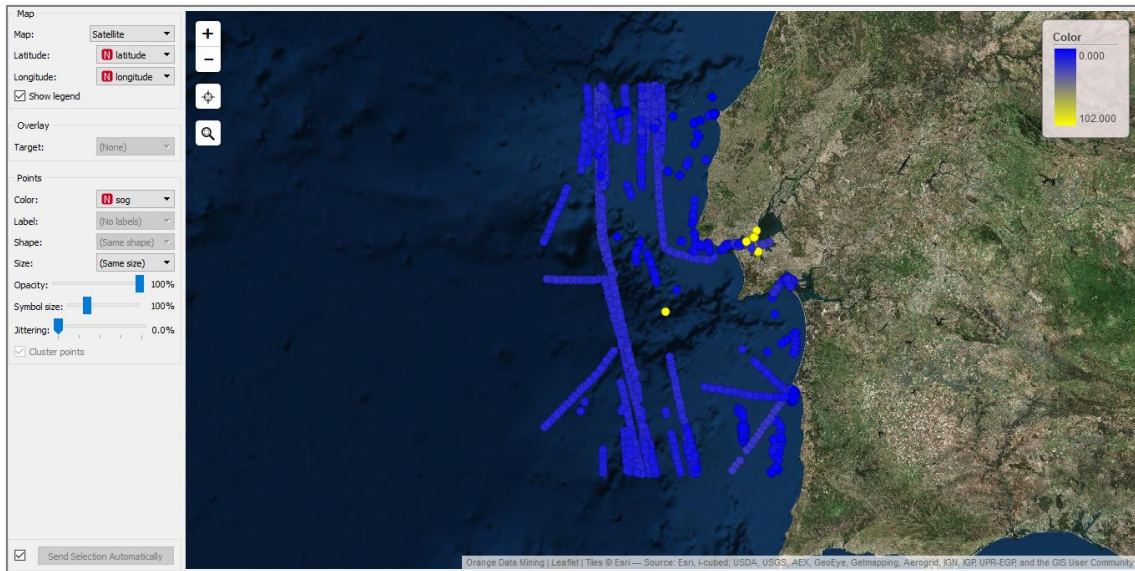 Map
Map: Satellite
Latitude: N latitude
Longitude: N longitude
Show legend
Overlay
Target: (None)
Points
Color: N sog
Label: (No labels)
Shape: (Same shape)
Size: (Same size)
Opacity: 100%
Symbol size: 100%
Jittering: 0.0%
Cluster points
Send Selection Automatically
+
−
Color
0.000
102.000
Orange Data Mining | Leaflet | Tiles © Esri — Source: Esri, i-cubed, USDA, USGS, AEX, GeoEye, Getmapping, Aerogrid, IGN, IGP, UPR-EGP, and the GIS User Community